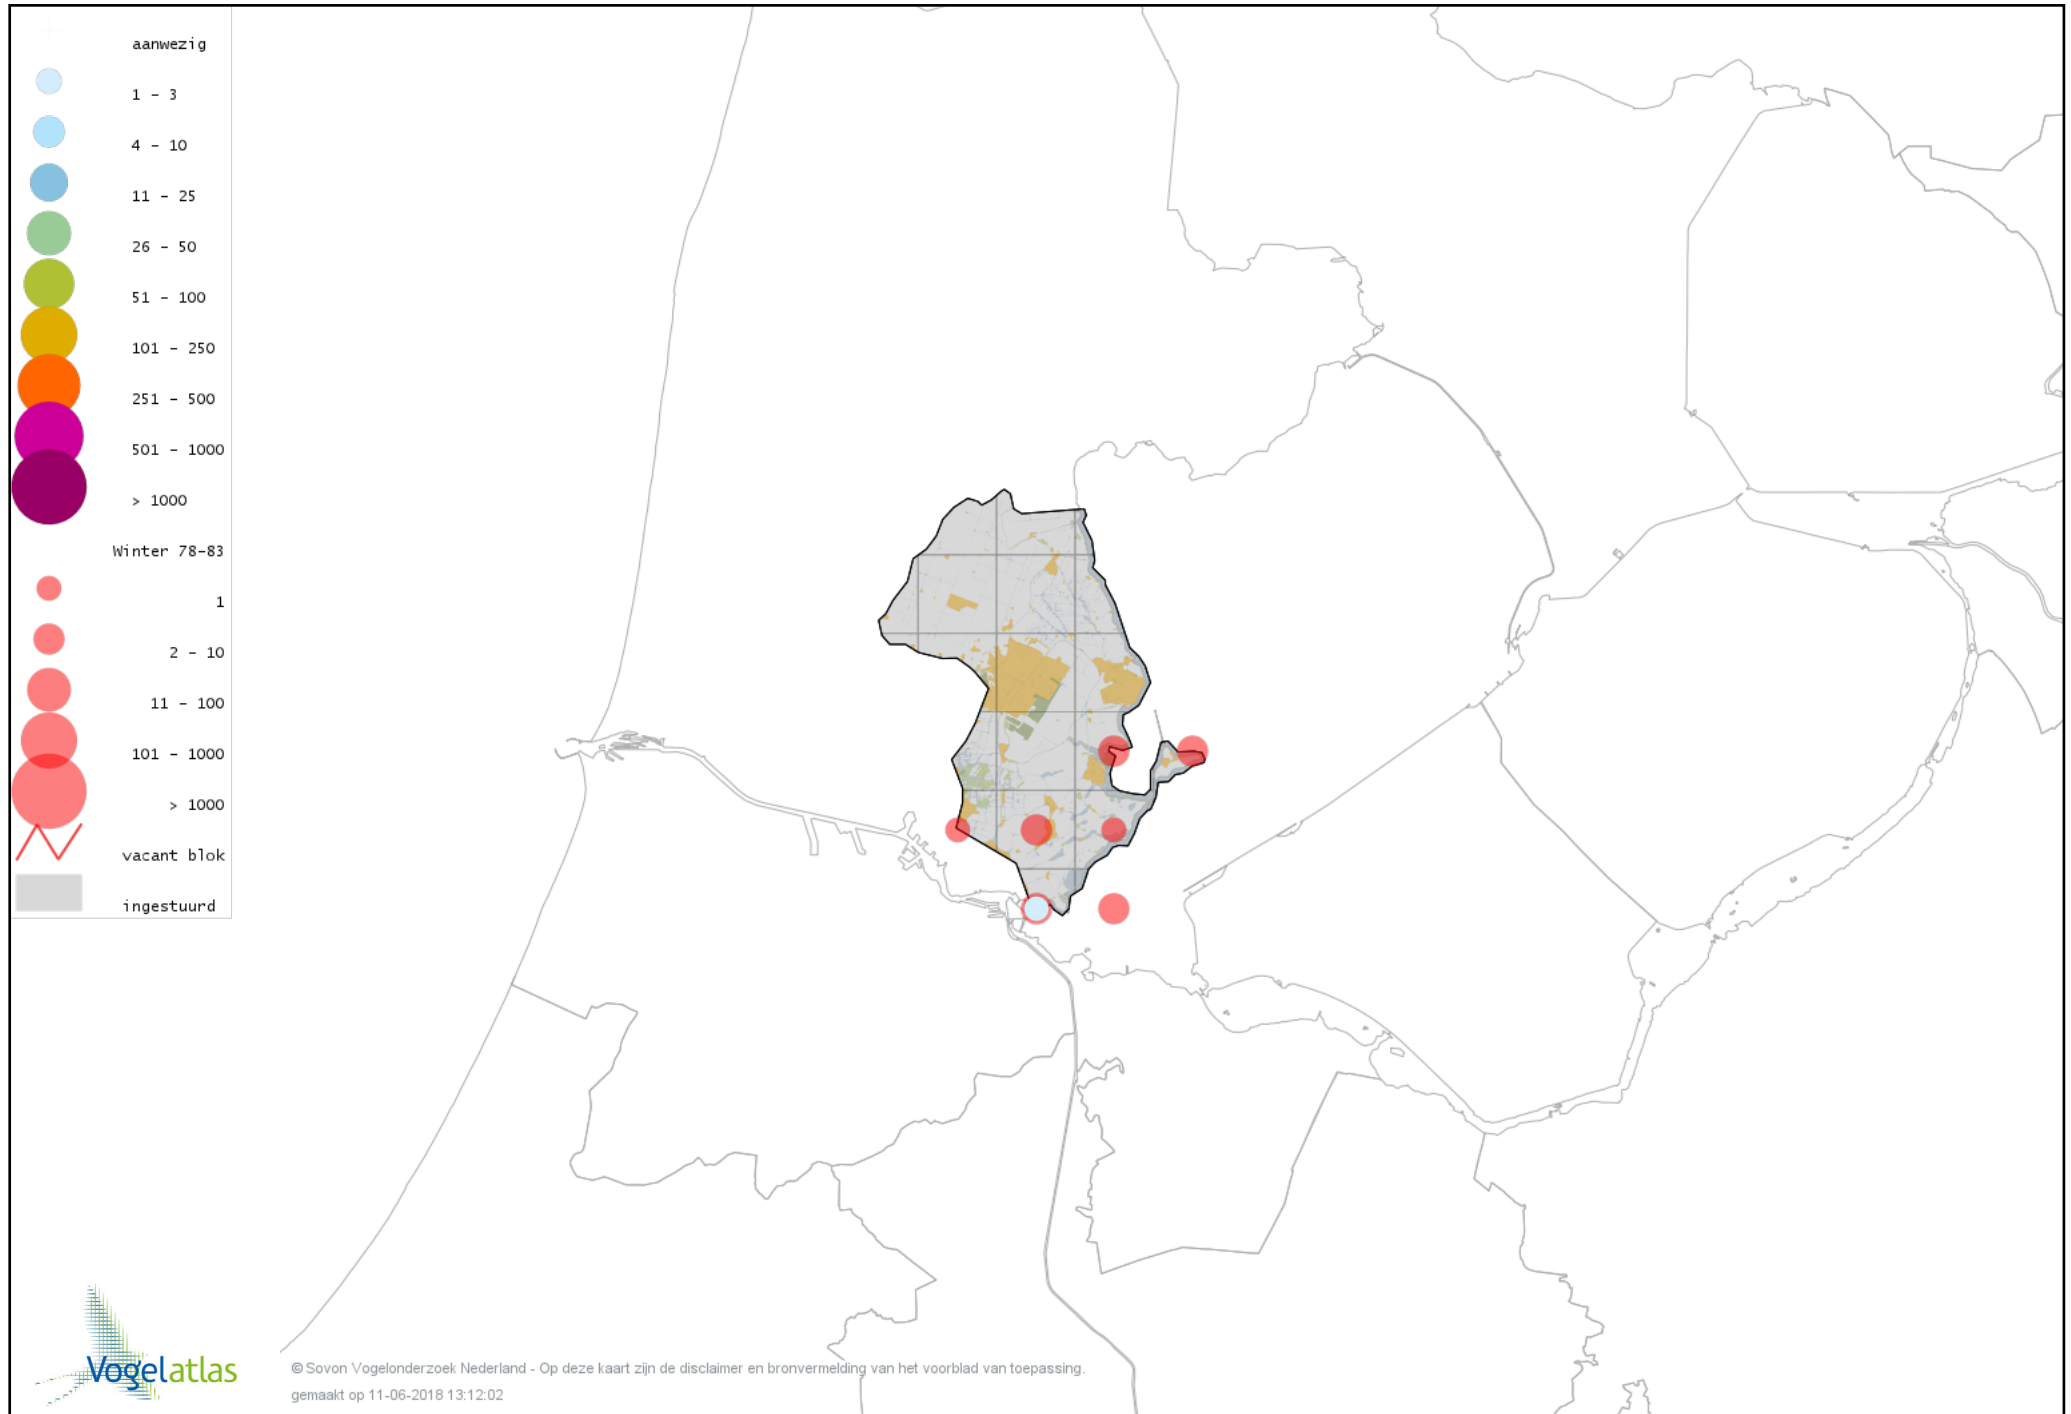 aanwezig
1 - 3
4 - 10
11 - 25
26 - 50
51 - 100
101 - 250
251 - 500
501 - 1000
> 1000
Winter 78-83
1
2 - 10
11 - 100
101 - 1000
> 1000
vacant blok
ingestuurd
Vogelatlas
© Sovon Vogelonderzoek Nederland - Op deze kaart zijn de disclaimer en bronvermelding van het voorblad van toepassing.
gemaakt op 11-06-2018 13:12:02